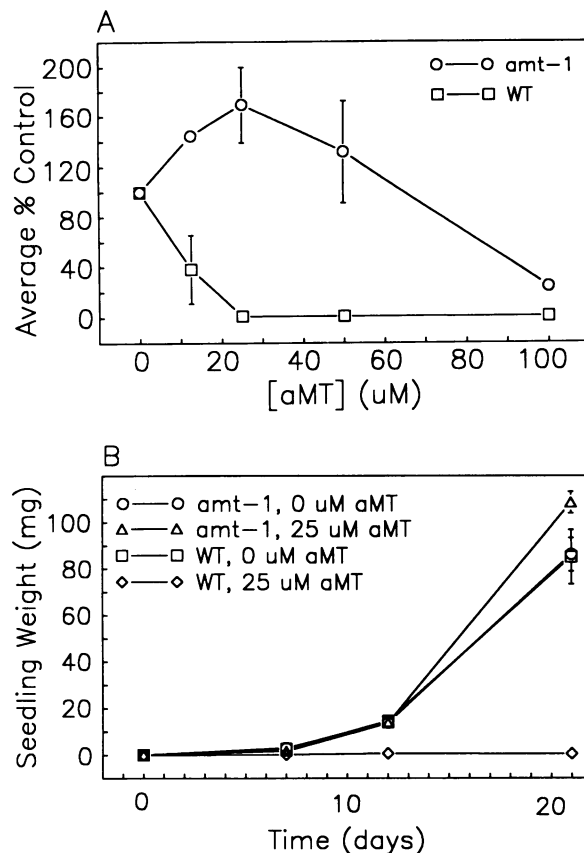 A
200
160
120
80
40
0
Average % Control
amt-1
WT
0 20 40 60 80 100
[aMT] (uM)
B
100
80
60
40
20
0
Seedling Weight (mg)
amt-1, 0 uM aMT
amt-1, 25 uM aMT
WT, 0 uM aMT
WT, 25 uM aMT
0 10 20
Time (days)